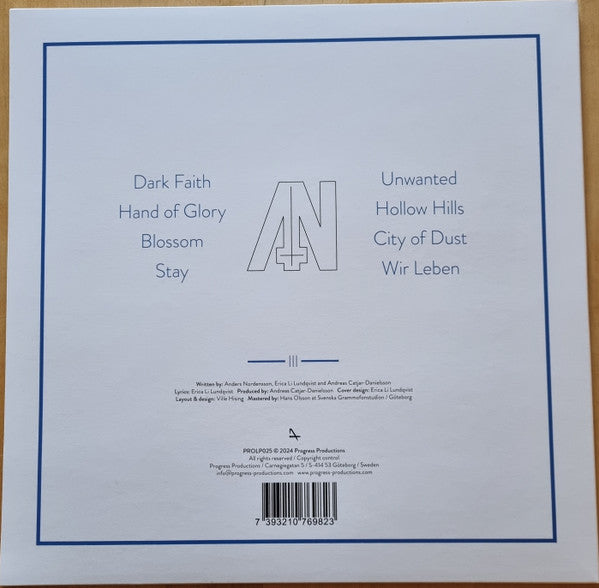 Dark Faith
Hand of Glory
Blossom
Stay
AN
Unwanted
Hollow Hills
City of Dust
Wir Leben
III
Written by: Anders Nordensson, Erica Li Lundqvist and Andreas Catjar-Danielsson
Lyrics: Erica Li Lundqvist Produced by: Andreas Catjar-Danielsson Cover design: Erica Li Lundqvist
Layout & design: Ville Hising Mastered by: Hans Olsson at Svenska Grammofonstudion / Göteborg
PROLP025 © 2024 Progress Productions
All rights reserved / Copyright control
Progress Productions / Carnegiegatan 5 / S-414 53 Göteborg / Sweden
info@progress-productions.com www.progress-productions.com
7 393210 769823